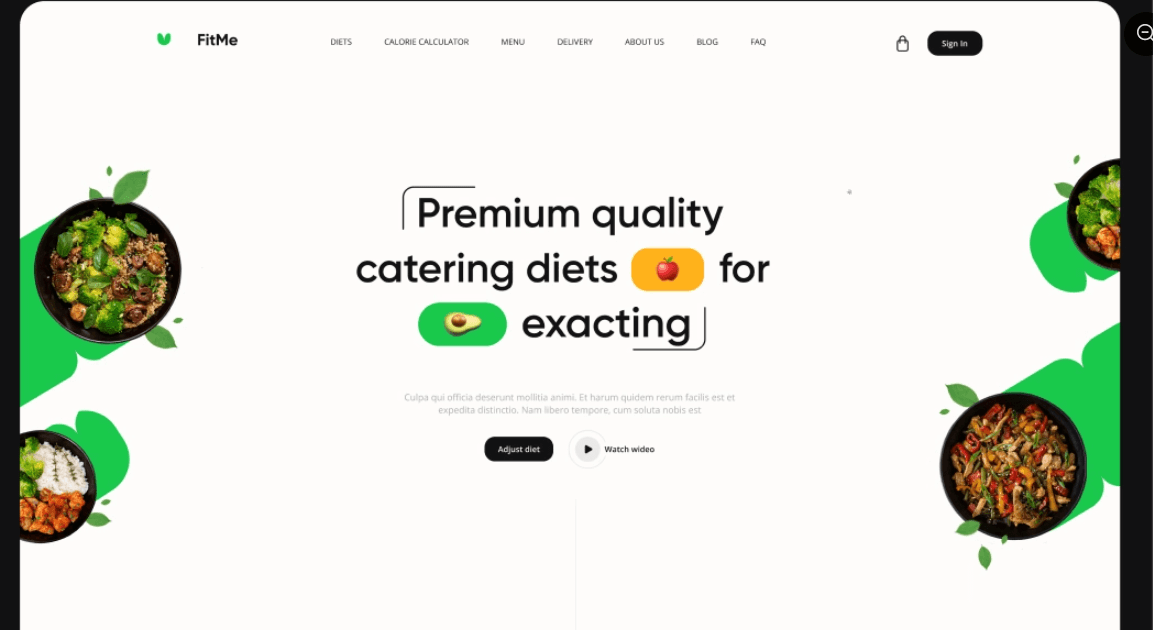 FitMe
DIETS
CALORIE CALCULATOR
MENU
DELIVERY
ABOUT US
BLOG
FAQ
Sign In
Premium quality
catering diets for
exacting
Culpa qui officia deserunt mollitia animi. Et harum quidem rerum facilis est et
expedita distinctio. Nam libero tempore, cum soluta nobis est
Adjust diet
Watch wideo